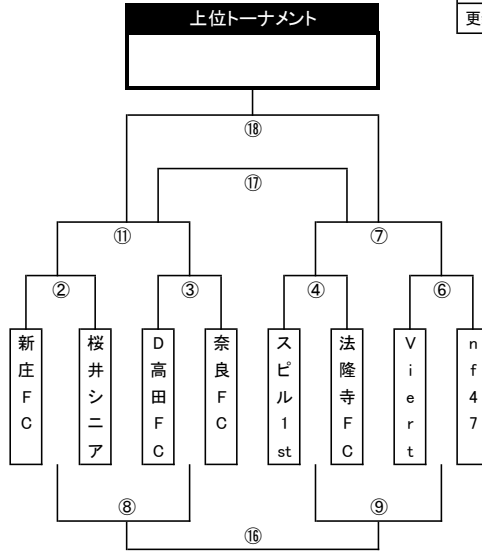 上位トーナメント
更
⑱
⑰
⑪
⑦
②
③
④
⑥
新庄FC
桜井シニア
D高田FC
奈良FC
スピル1st
法隆寺FC
Viert
nf47
⑧
⑨
⑯